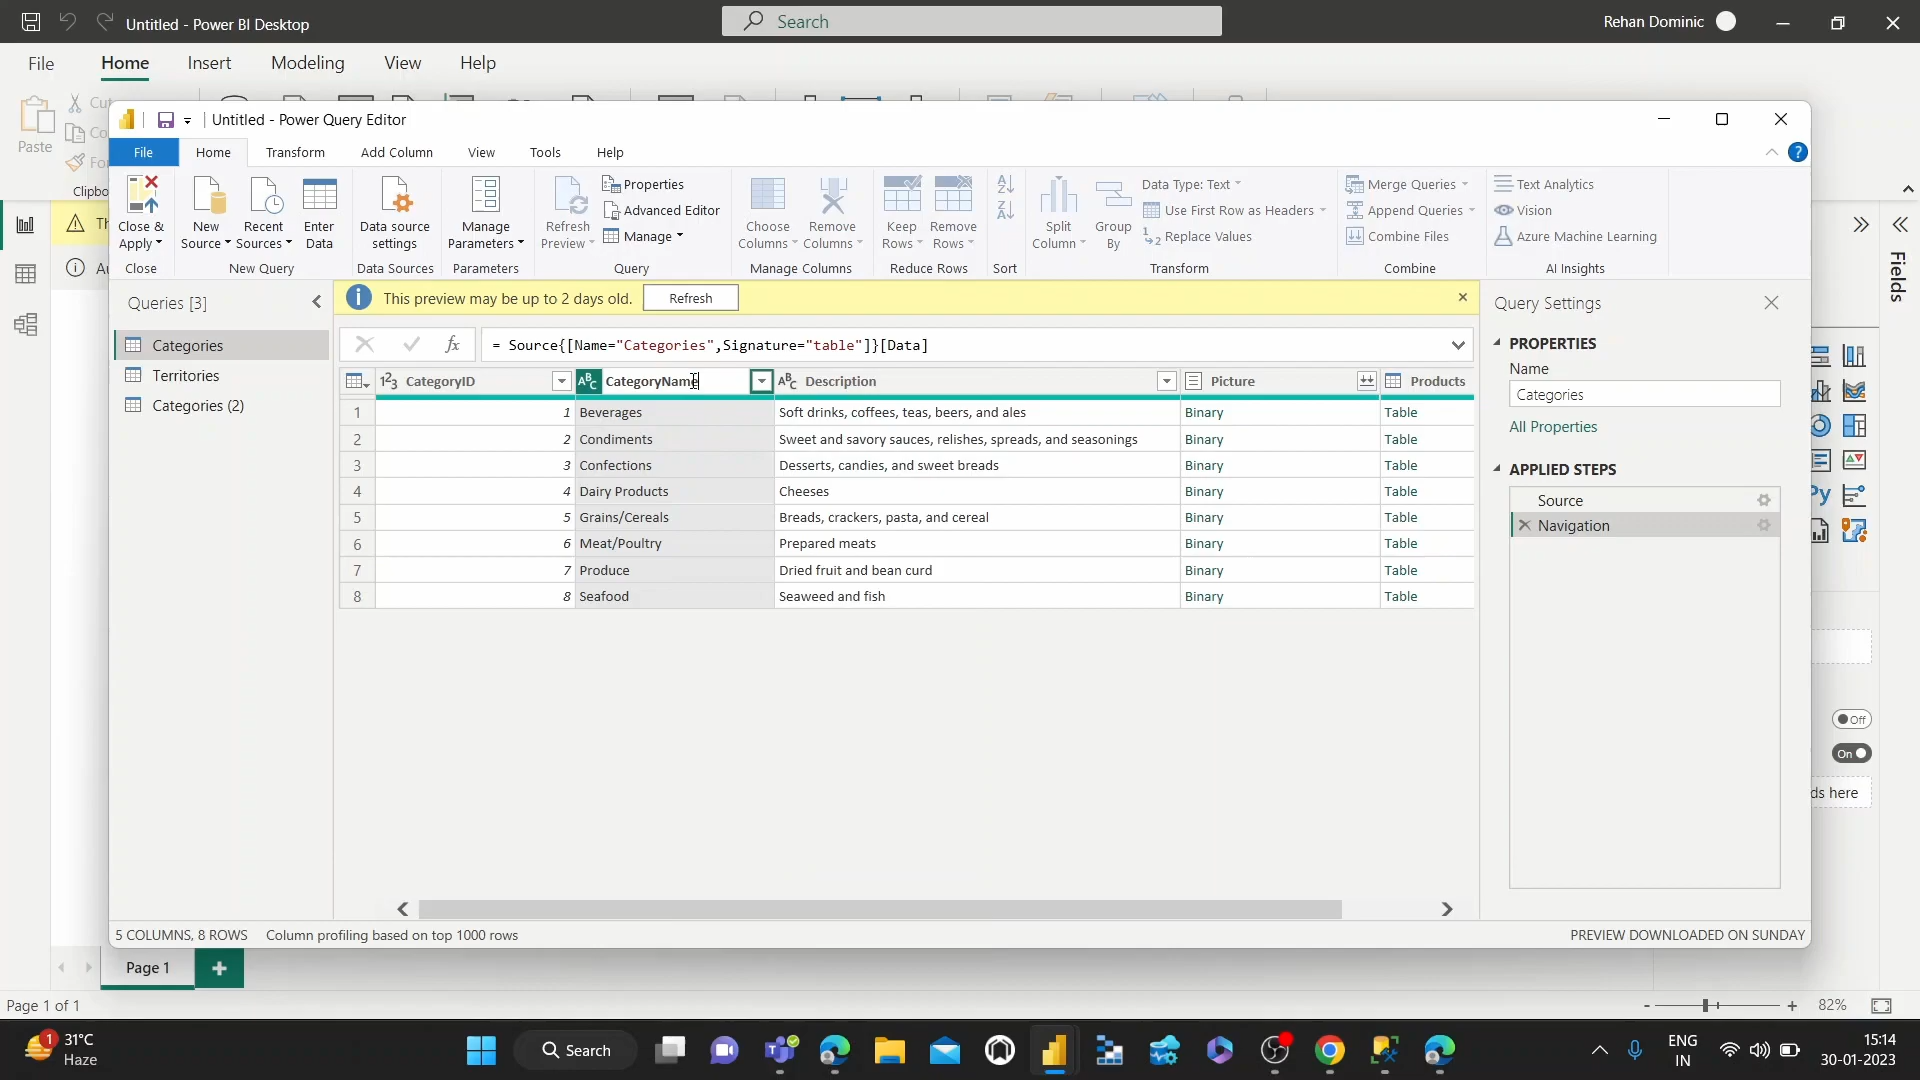 Untitled - Power BI Desktop
Search
Rehan Dominic
File
Home
Insert
Modeling
View
Help
Paste
Untitled - Power Query Editor
File
Home
Transform
Add Column
View
Tools
Help
Close & Apply
New Source
Recent Sources
Enter Data
Data source settings
Manage Parameters
Refresh Preview
Properties
Advanced Editor
Manage
Choose Columns
Remove Columns
Keep Rows
Remove Rows
Split Column
Group By
Data Type: Text
Use First Row as Headers
Replace Values
Merge Queries
Append Queries
Combine Files
Text Analytics
Vision
Azure Machine Learning
Close
New Query
Data Sources
Parameters
Query
Manage Columns
Reduce Rows
Sort
Transform
Combine
AI Insights
Fields
Queries [3]
Categories
Territories
Categories (2)
This preview may be up to 2 days old.
Refresh
= Source{[Name="Categories",Signature="table"]}[Data]
CategoryID CategoryName Description Picture Products
1 1 Beverages Soft drinks, coffees, teas, beers, and ales Binary Table
2 2 Condiments Sweet and savory sauces, relishes, spreads, and seasonings Binary Table
3 3 Confections Desserts, candies, and sweet breads Binary Table
4 4 Dairy Products Cheeses Binary Table
5 5 Grains/Cereals Breads, crackers, pasta, and cereal Binary Table
6 6 Meat/Poultry Prepared meats Binary Table
7 7 Produce Dried fruit and bean curd Binary Table
8 8 Seafood Seaweed and fish Binary Table
Query Settings
PROPERTIES
Name
Categories
All Properties
APPLIED STEPS
Source
Navigation
Off
On
ds here
5 COLUMNS, 8 ROWS
Column profiling based on top 1000 rows
PREVIEW DOWNLOADED ON SUNDAY
Page 1
Page 1 of 1
82%
31°C
Haze
Search
ENG
IN
15:14
30-01-2023